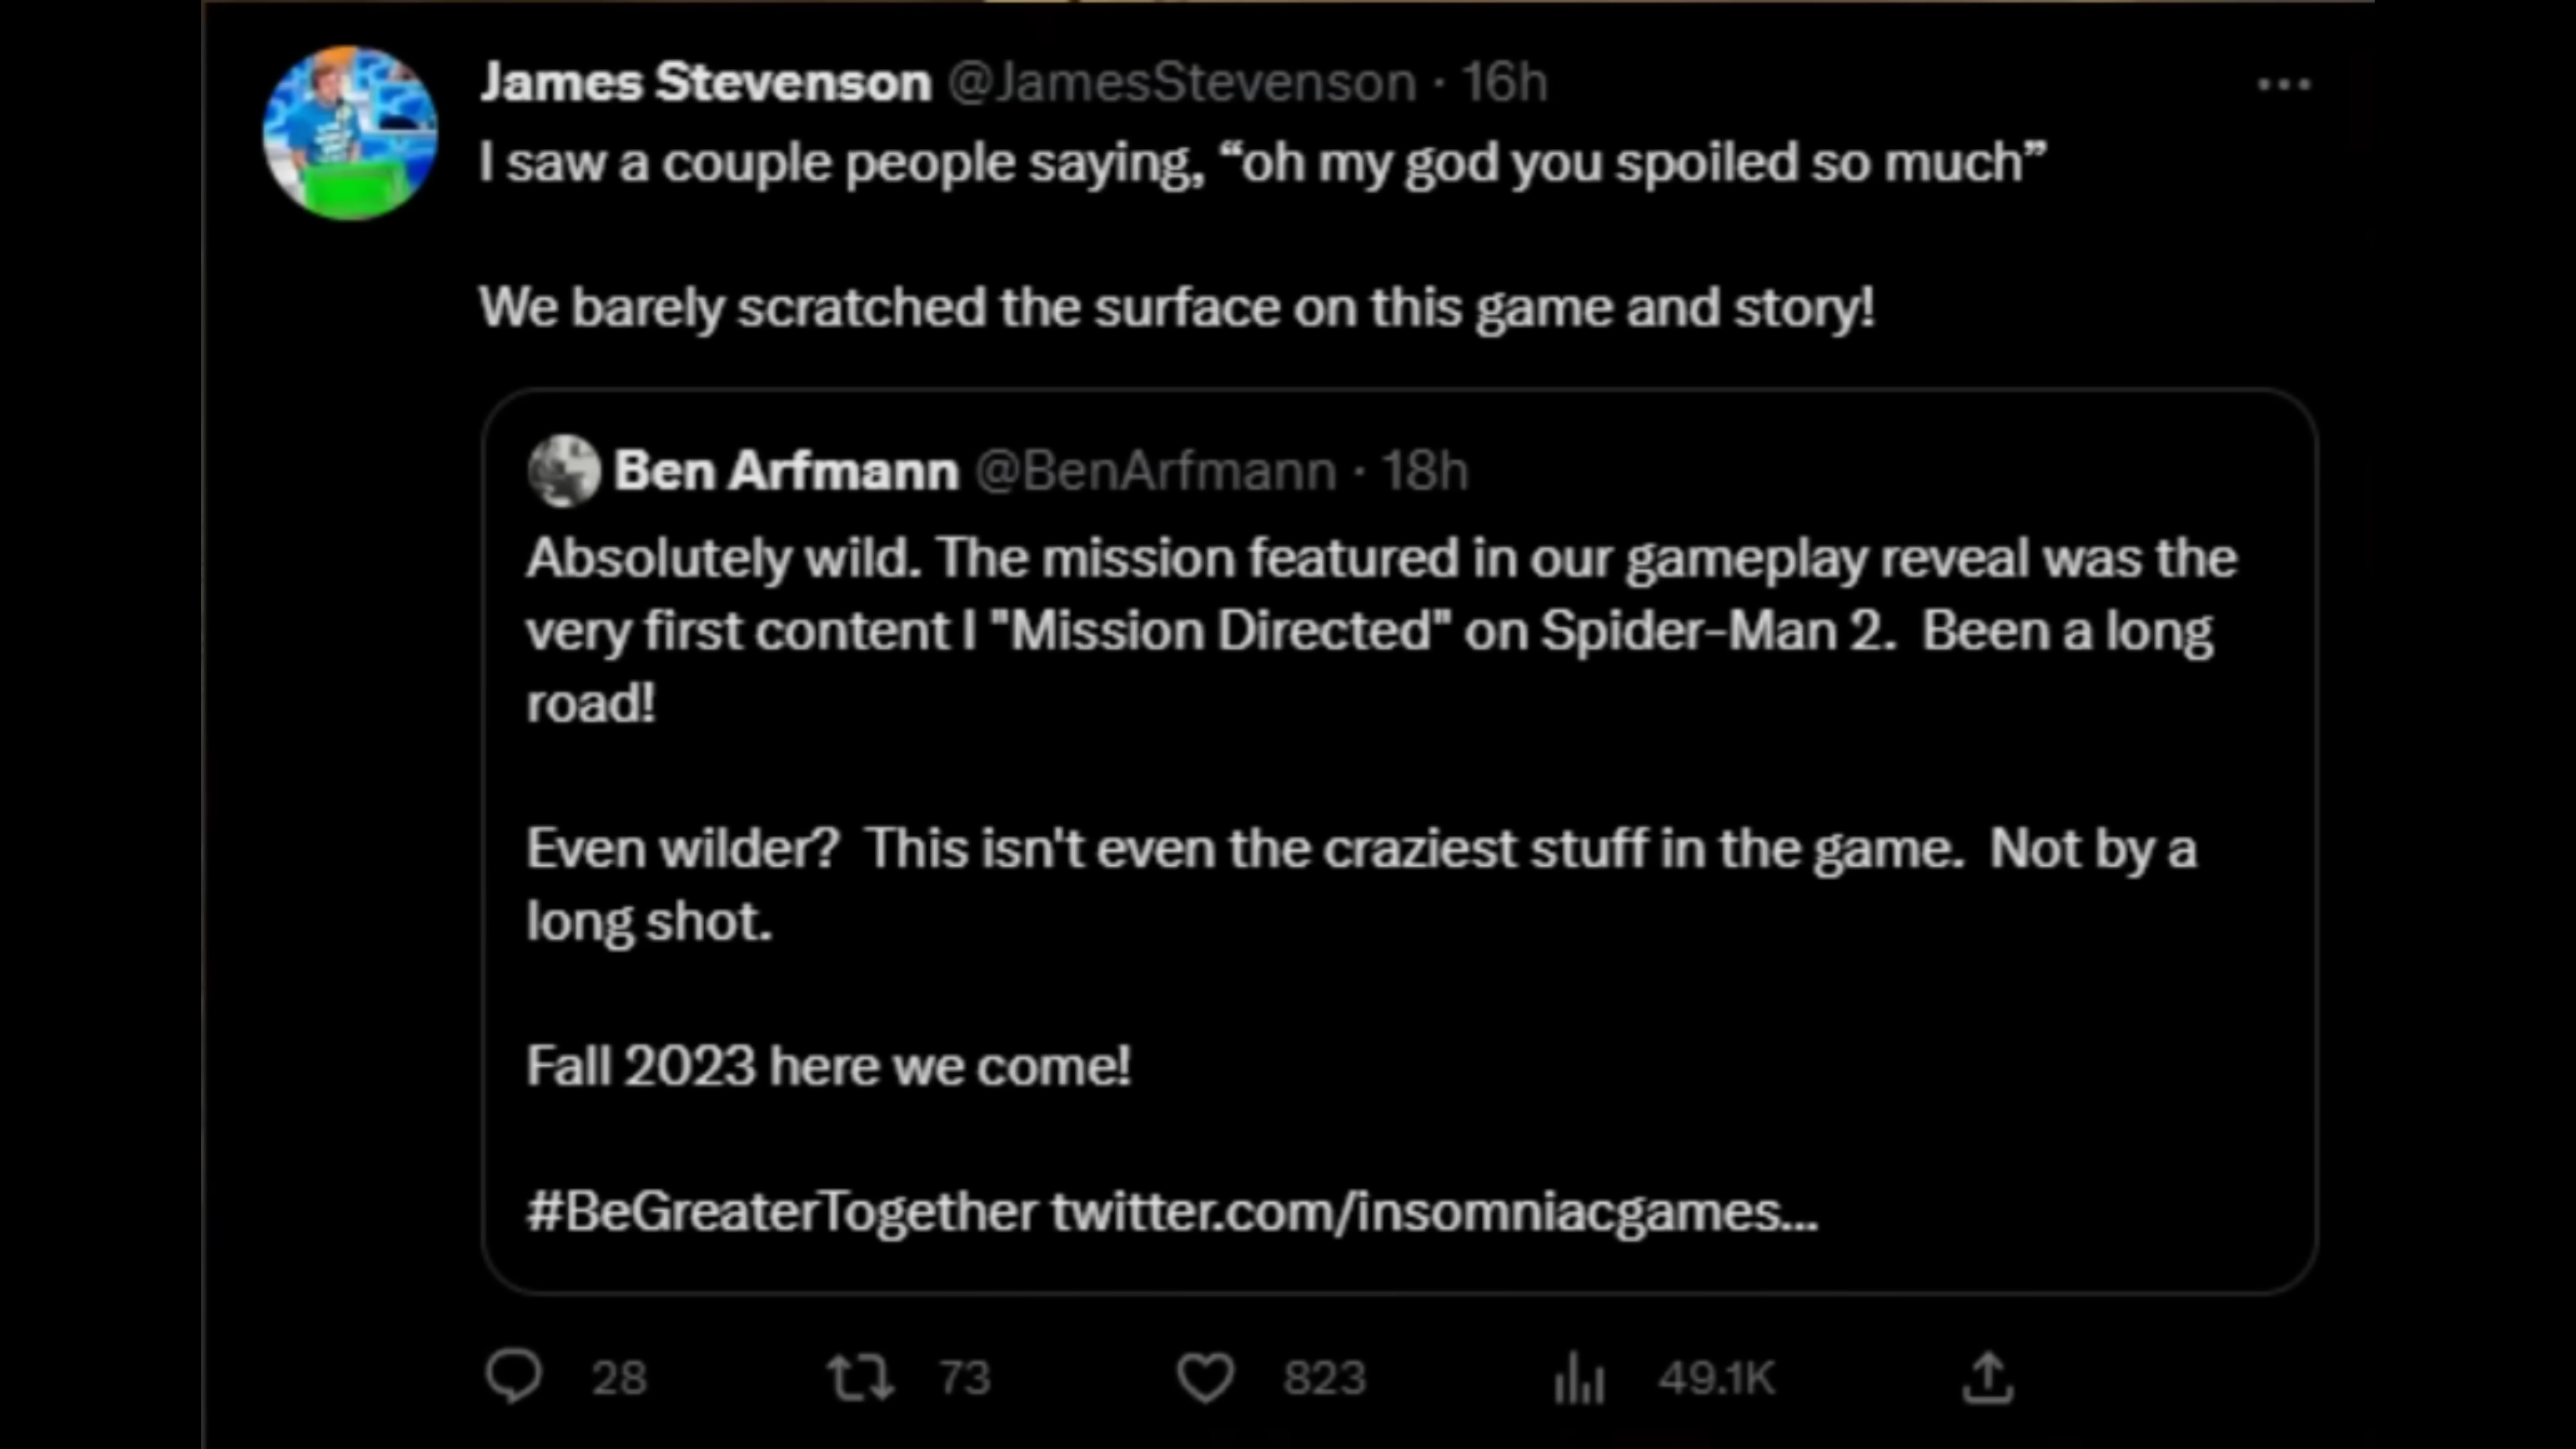 James Stevenson @JamesStevenson · 16h
I saw a couple people saying, “oh my god you spoiled so much”
We barely scratched the surface on this game and story!
Ben Arfmann @BenArfmann · 18h
Absolutely wild. The mission featured in our gameplay reveal was the
very first content I "Mission Directed" on Spider-Man 2.  Been a long
road!
Even wilder?  This isn't even the craziest stuff in the game.  Not by a
long shot.
Fall 2023 here we come!
#BeGreaterTogether twitter.com/insomniacgames...
28 73 823 49.1K